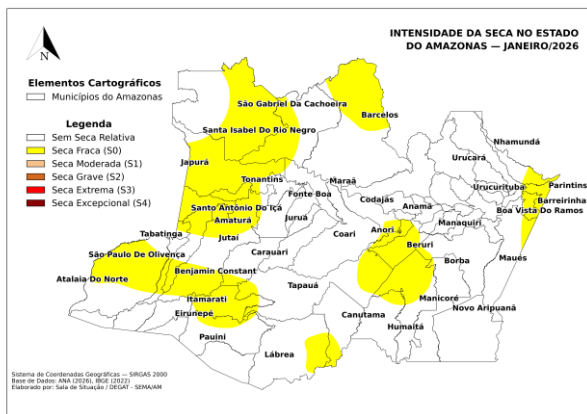 N
INTENSIDADE DA SECA NO ESTADO
DO AMAZONAS — JANEIRO/2026
Elementos Cartográficos
Municípios do Amazonas
Legenda
Sem Seca Relativa
Seca Fraca (S0)
Seca Moderada (S1)
Seca Grave (S2)
Seca Extrema (S3)
Seca Excepcional (S4)
São Gabriel Da Cachoeira
Barcelos
Santa Isabel Do Rio Negro
Nhamundá
Japurá
Urucará
Tonantins
Maraã
Urucurituba
Parintins
Fonte Boa
Barreirinha
Codajás
Anamã
Santo Antônio Do Içá
Boa Vista Do Ramos
Amaturá
Juruá
Manaquiri
Tabatinga
Jutaí
Coari
Anori
Beruri
São Paulo De Olivença
Carauari
Borba
Maués
Atalaia Do Norte
Benjamin Constant
Tapauá
Itamarati
Manicoré
Eirunepé
Canutama
Novo Aripuanã
Humaitá
Pauini
Lábrea
Sistema de Coordenadas Geográficas — SIRGAS 2000
Base de Dados: ANA (2026), IBGE (2022)
Elaborado por: Sala de Situação / DEGAT - SEMA/AM